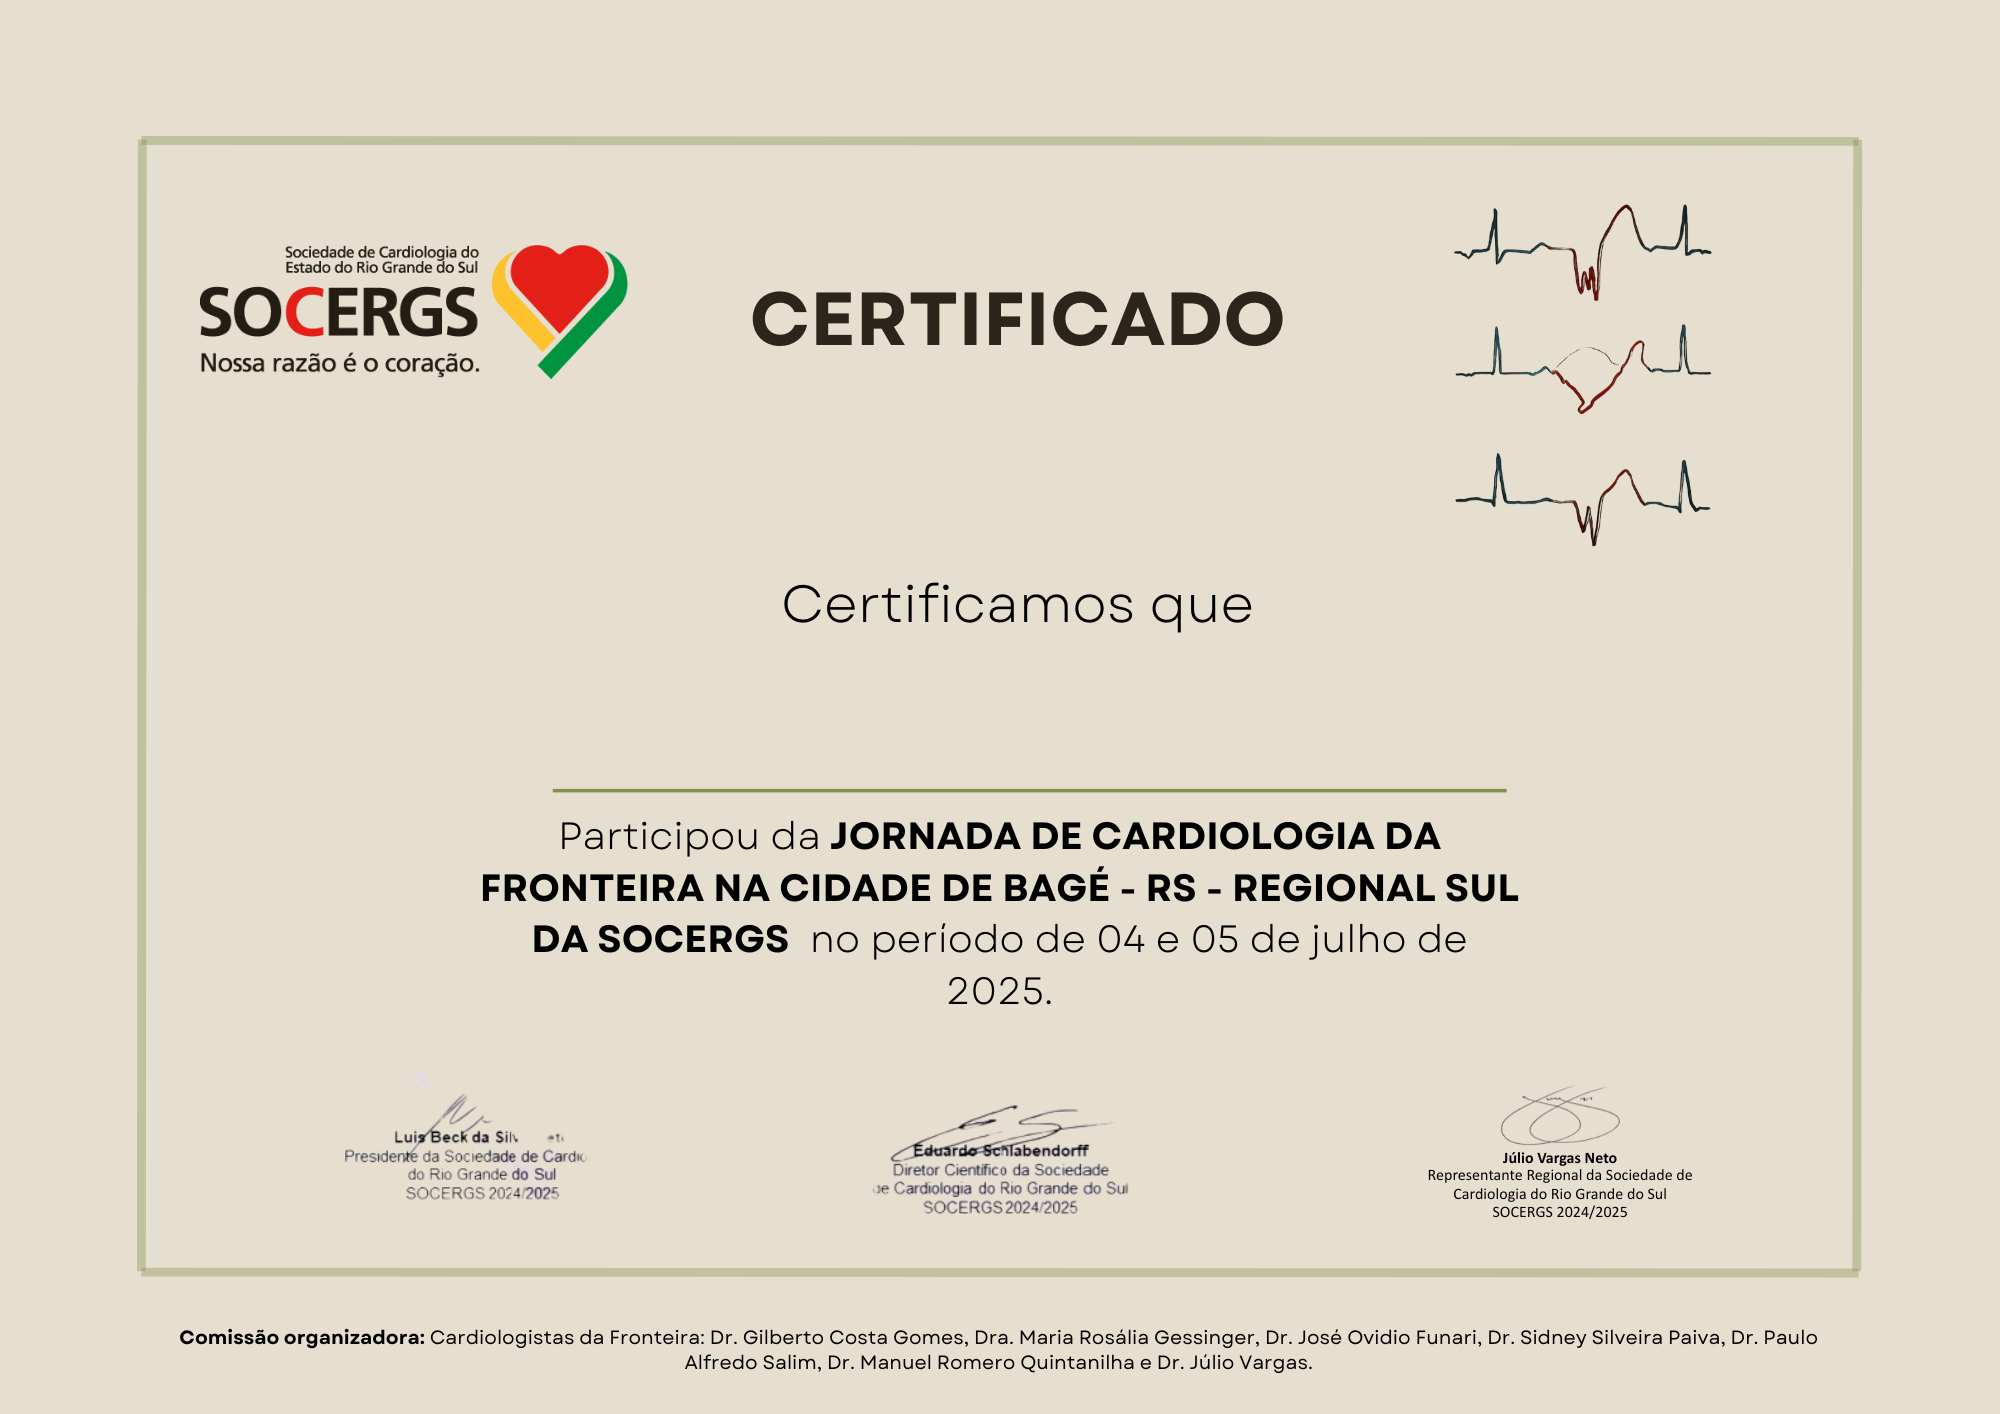 Sociedade de Cardiologia do
Estado do Rio Grande do Sul
SOCERGS
Nossa razão é o coração.
CERTIFICADO
Certificamos que
Participou da JORNADA DE CARDIOLOGIA DA
FRONTEIRA NA CIDADE DE BAGÉ - RS - REGIONAL SUL
DA SOCERGS no período de 04 e 05 de julho de
2025.
Luis Beck da
Presidente da Sociedade de
do Rio Grande do Sul
SOCERGS 2024/2025
Eduardo Schlabendorff
Diretor Científico da Sociedade
de Cardiologia do Rio Grande do Sul
SOCERGS 2024/2025
Júlio Vargas Neto
Representante Regional da Sociedade de
Cardiologia do Rio Grande do Sul
SOCERGS 2024/2025
Comissão organizadora: Cardiologistas da Fronteira: Dr. Gilberto Costa Gomes, Dra. Maria Rosália Gessinger, Dr. José Ovidio Funari, Dr. Sidney Silveira Paiva, Dr. Paulo
Alfredo Salim, Dr. Manuel Romero Quintanilha e Dr. Júlio Vargas.